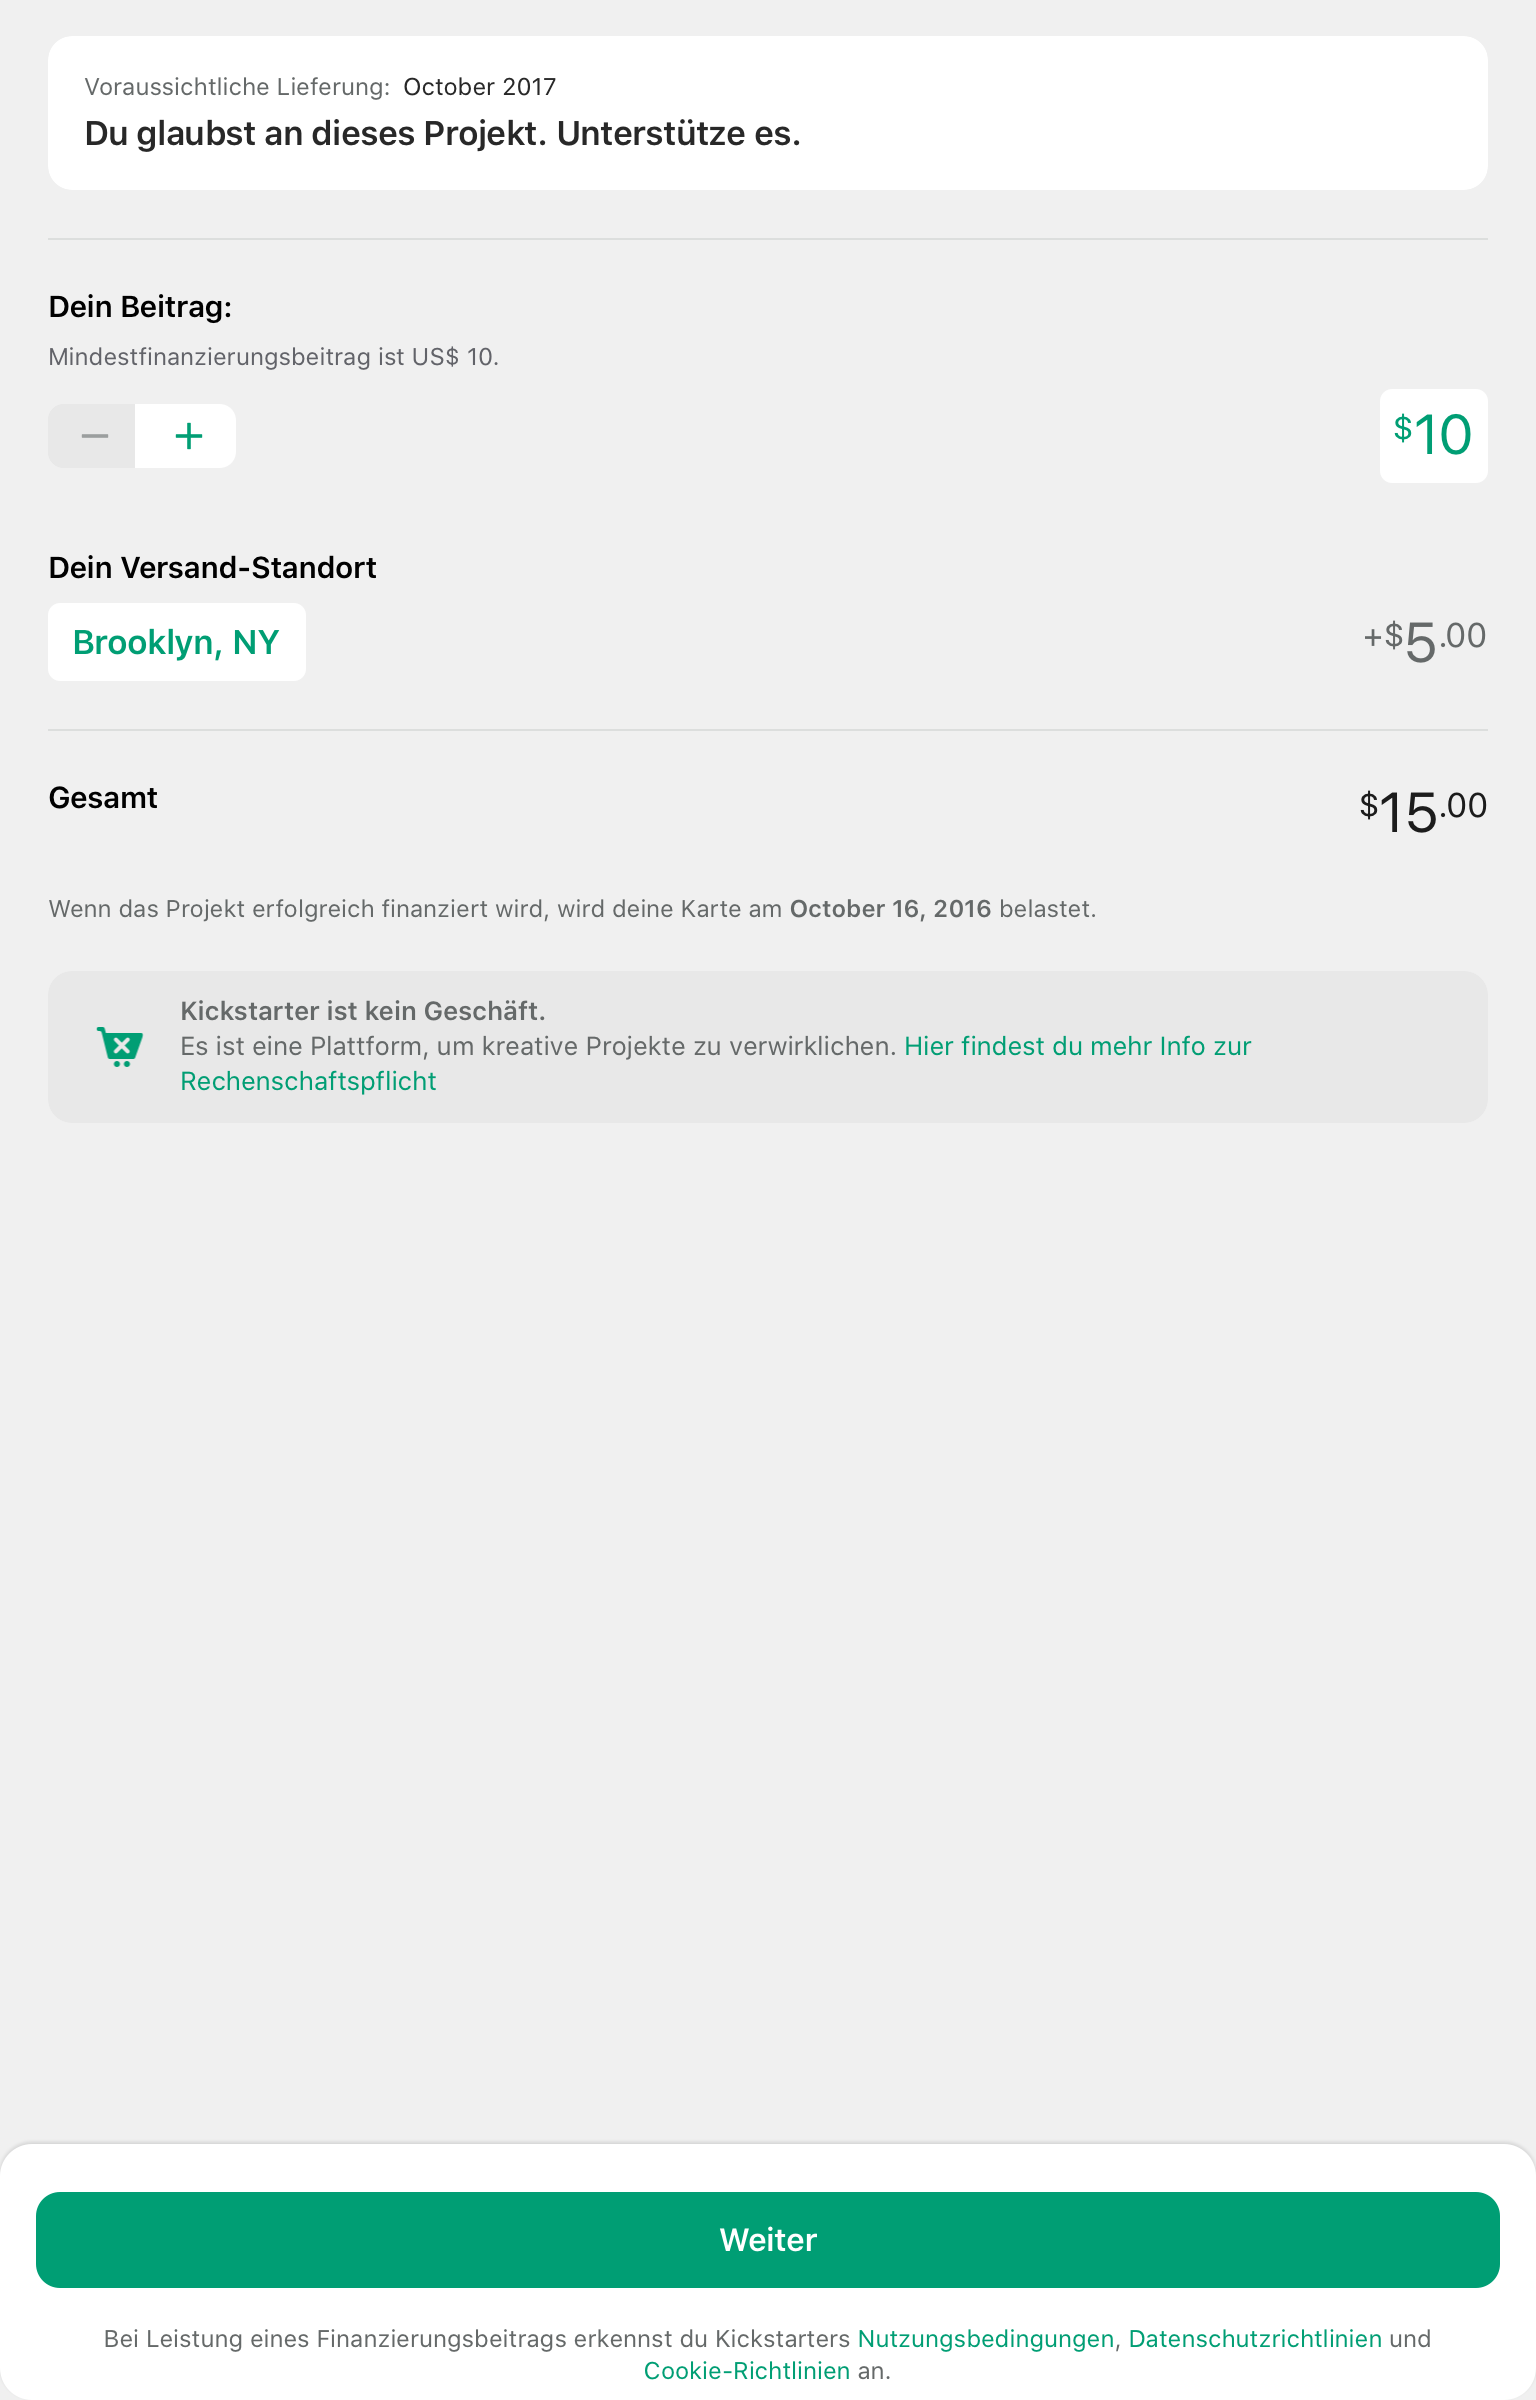 Voraussichtliche Lieferung: October 2017
Du glaubst an dieses Projekt. Unterstütze es.
Dein Beitrag:
Mindestfinanzierungsbeitrag ist US$ 10.
− +
$10
Dein Versand-Standort
Brooklyn, NY
+$5.00
Gesamt
$15.00
Wenn das Projekt erfolgreich finanziert wird, wird deine Karte am October 16, 2016 belastet.
Kickstarter ist kein Geschäft.
Es ist eine Plattform, um kreative Projekte zu verwirklichen. Hier findest du mehr Info zur
Rechenschaftspflicht
Weiter
Bei Leistung eines Finanzierungsbeitrags erkennst du Kickstarters Nutzungsbedingungen, Datenschutzrichtlinien und
Cookie-Richtlinien an.